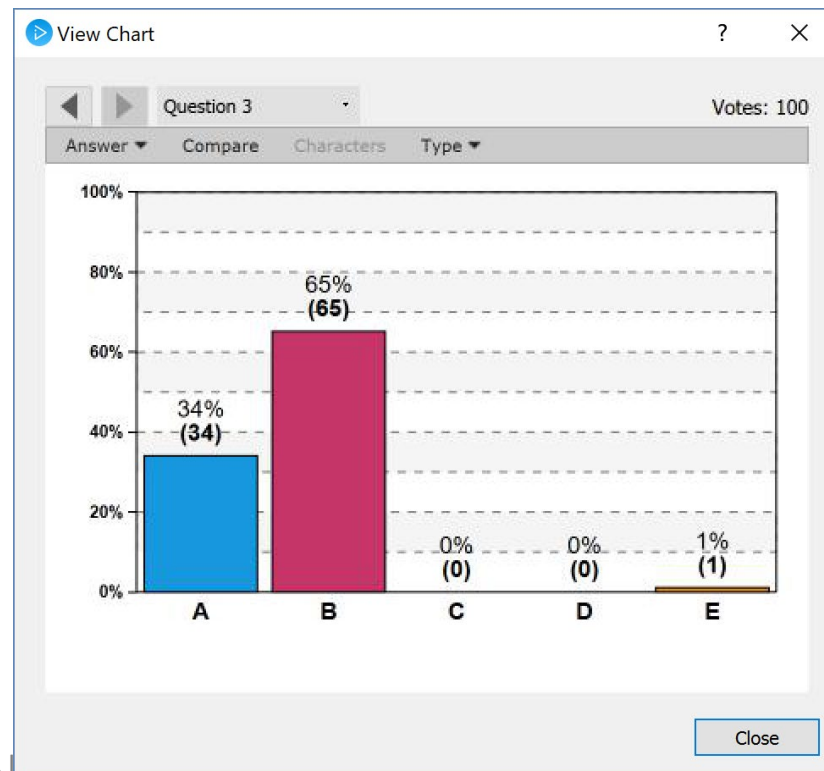 View Chart
?
Question 3
Votes: 100
Answer
Compare
Characters
Type
100%
80%
60%
40%
20%
0%
34%
(34)
65%
(65)
0%
(0)
0%
(0)
1%
(1)
A
B
C
D
E
Close